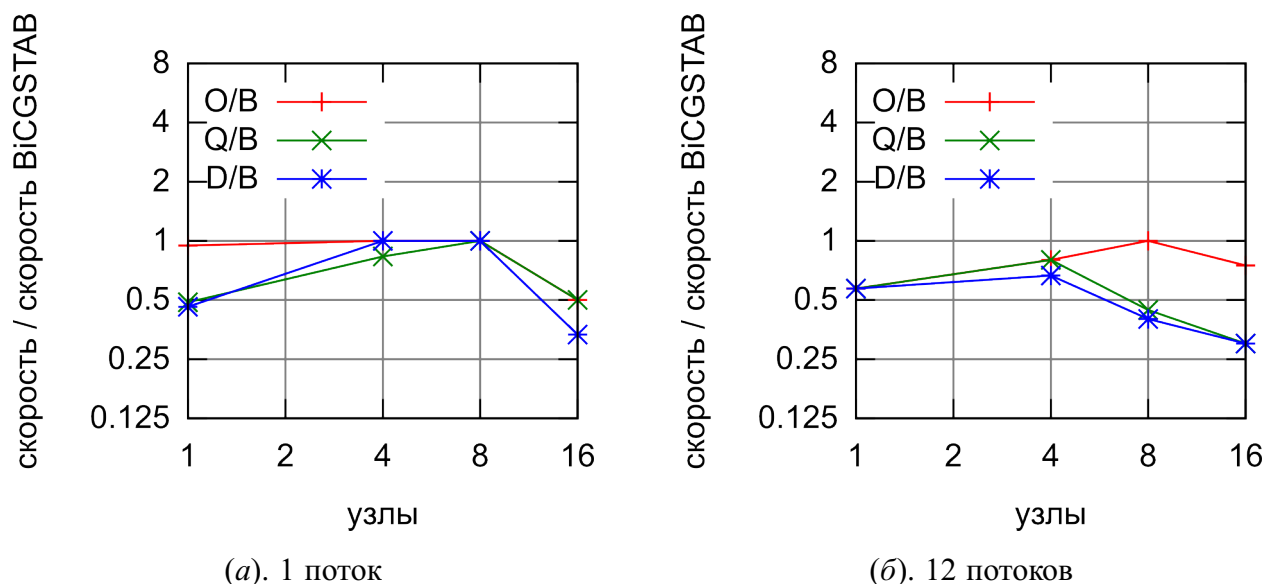 скорость / скорость BiCGSTAB
8
4
2
1
0.5
0.25
0.125
O/B
Q/B
D/B
1 2 4 8 16
узлы
(а). 1 поток
скорость / скорость BiCGSTAB
8
4
2
1
0.5
0.25
0.125
O/B
Q/B
D/B
1 2 4 8 16
узлы
(б). 12 потоков